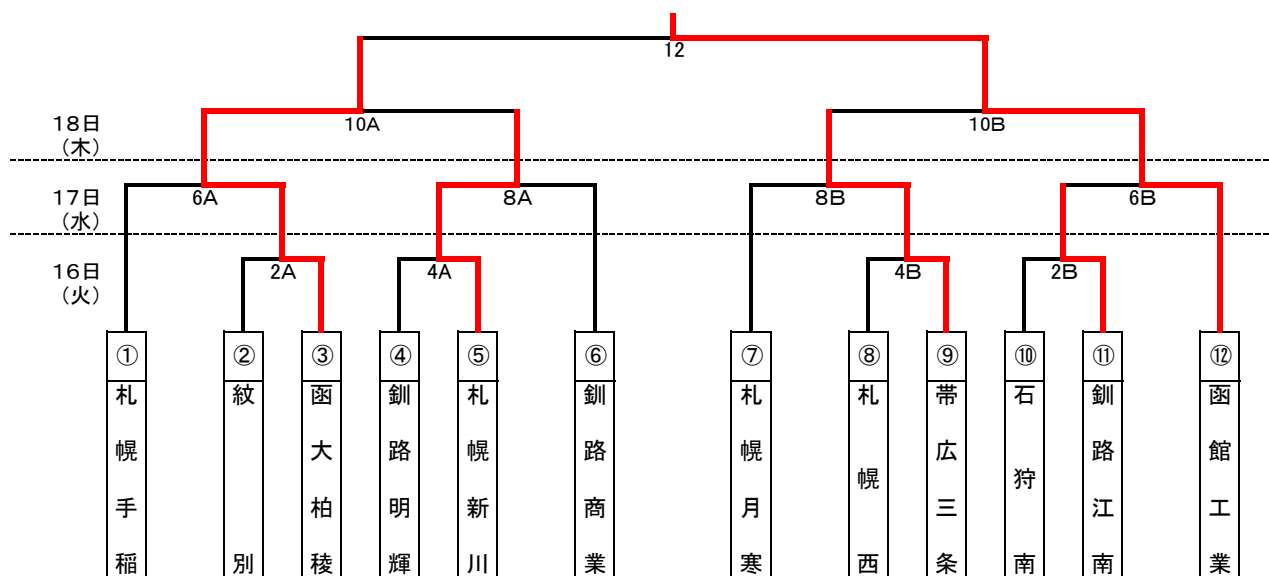 12
10A
10B
18日
(木)
6A
8A
8B
6B
17日
(水)
2A
4A
4B
2B
16日
(火)
① 札幌手稲
② 紋別
③ 函大柏稜
④ 釧路明輝
⑤ 札幌新川
⑥ 釧路商業
⑦ 札幌月寒
⑧ 札幌西
⑨ 帯広三条
⑩ 石狩南
⑪ 釧路江南
⑫ 函館工業